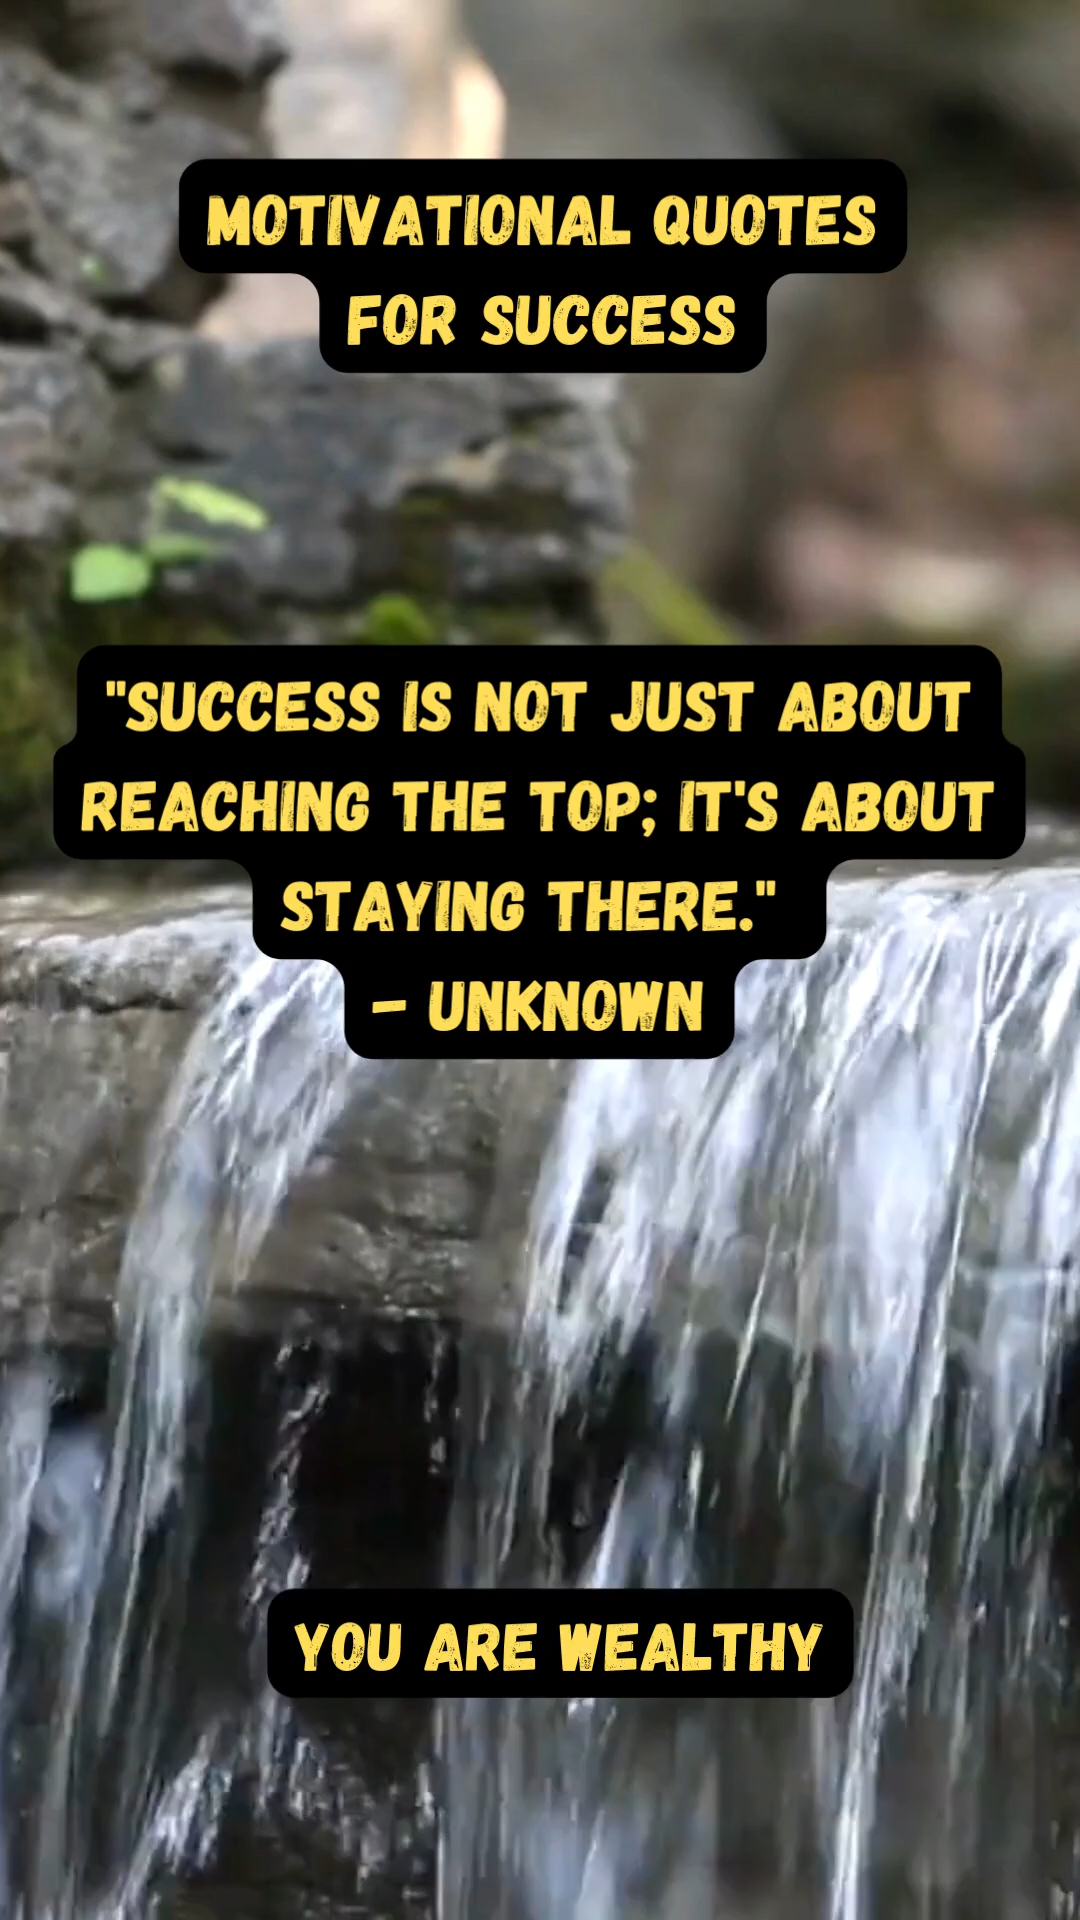 MOTIVATIONAL QUOTES
FOR SUCCESS
"SUCCESS IS NOT JUST ABOUT
REACHING THE TOP; IT'S ABOUT
STAYING THERE."
– UNKNOWN
YOU ARE WEALTHY